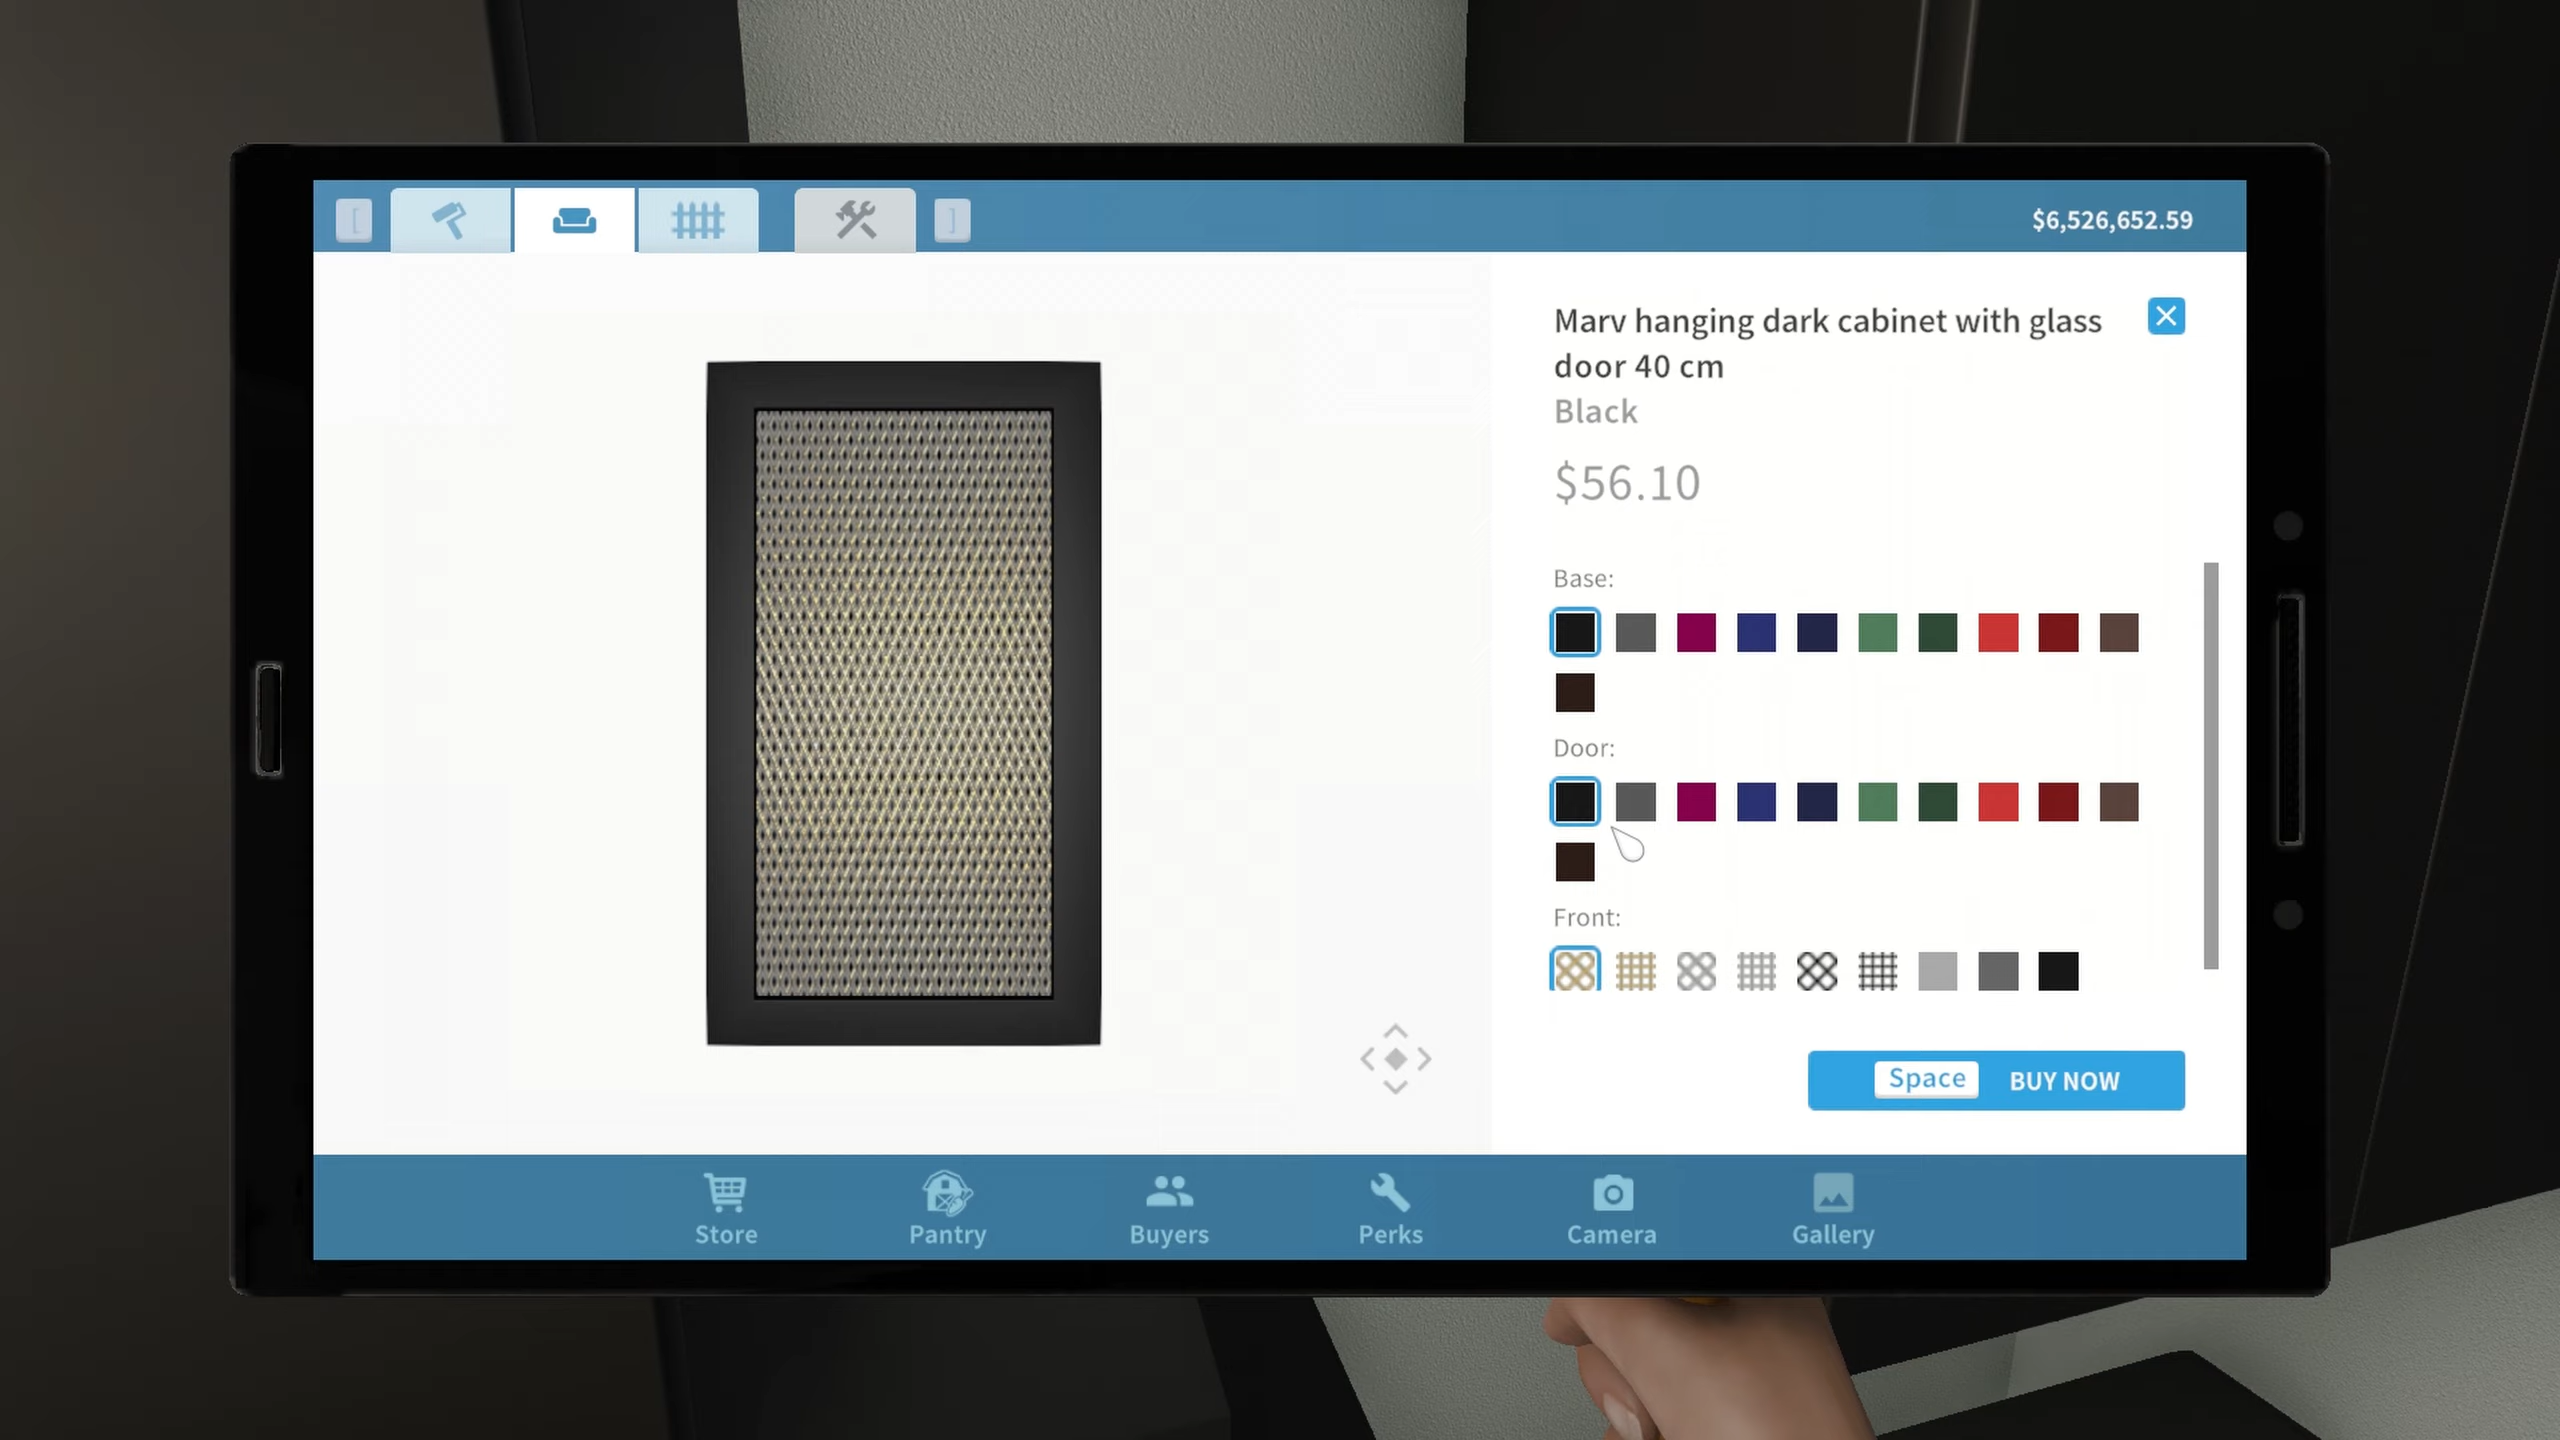 [
]
$6,526,652.59
Marv hanging dark cabinet with glass
door 40 cm
Black
$56.10
Base:
Door:
Front:
Space BUY NOW
Store
Pantry
Buyers
Perks
Camera
Gallery